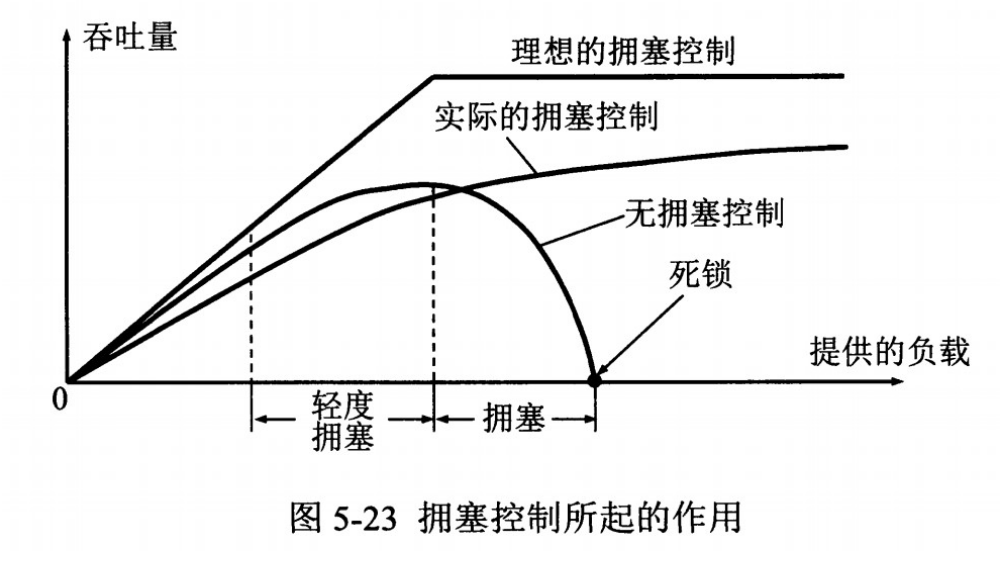 吞吐量
理想的拥塞控制
实际的拥塞控制
无拥塞控制
死锁
提供的负载
0
轻度
拥塞
拥塞
图 5-23 拥塞控制所起的作用